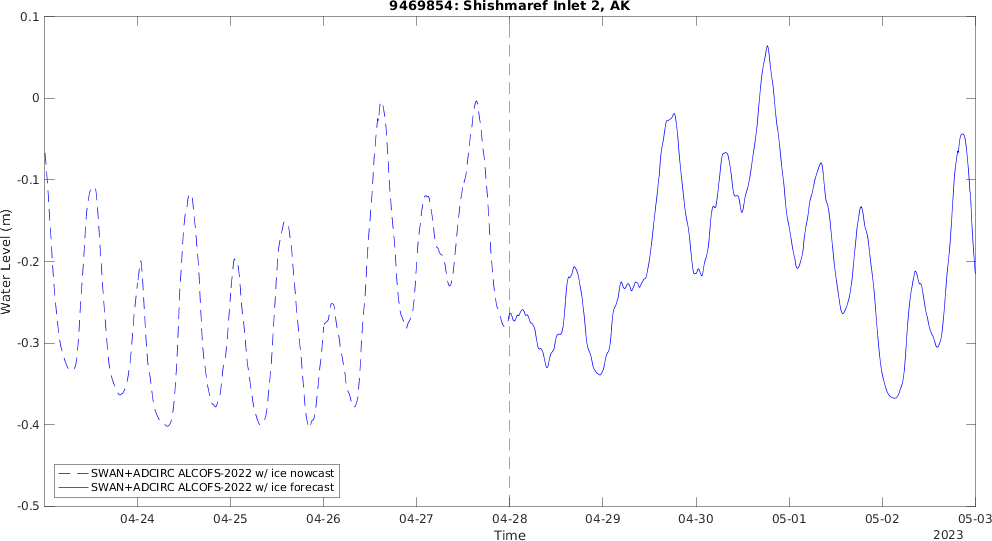 9469854: Shishmaref Inlet 2, AK
0.1
0
-0.1
-0.2
-0.3
-0.4
-0.5
Water Level (m)
SWAN+ADCIRC ALCOFS-2022 w/ ice nowcast
SWAN+ADCIRC ALCOFS-2022 w/ ice forecast
04-24 04-25 04-26 04-27 04-28 04-29 04-30 05-01 05-02 05-03
Time
2023